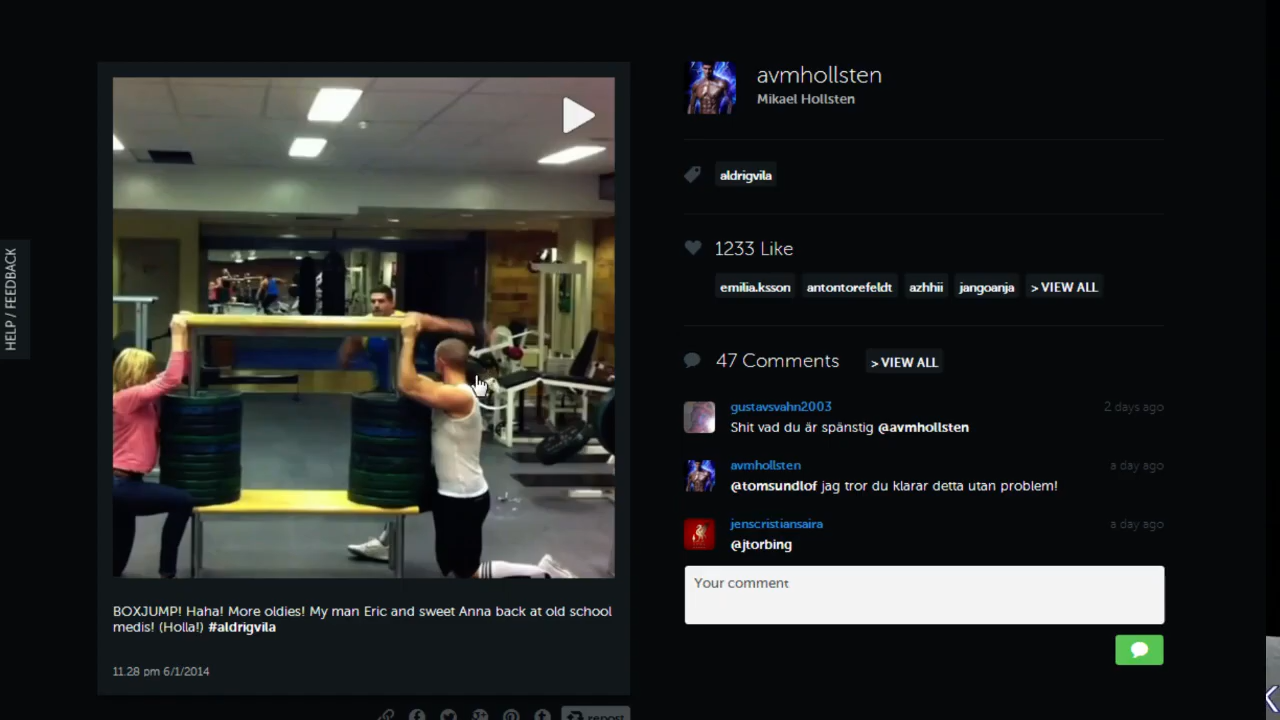 HELP / FEEDBACK
BOXJUMP! Haha! More oldies! My man Eric and sweet Anna back at old school
medis! (Holla!) #aldrigvila
11.28 pm 6/1/2014
repost
avmhollsten
Mikael Hollsten
aldrigvila
1233 Like
emilia.ksson antontorefeldt azhhii jangoanja > VIEW ALL
47 Comments > VIEW ALL
gustavsvahn2003 2 days ago
Shit vad du är spänstig @avmhollsten
avmhollsten a day ago
@tomsundlof jag tror du klarar detta utan problem!
jenscristiansaira a day ago
@jtorbing
Your comment